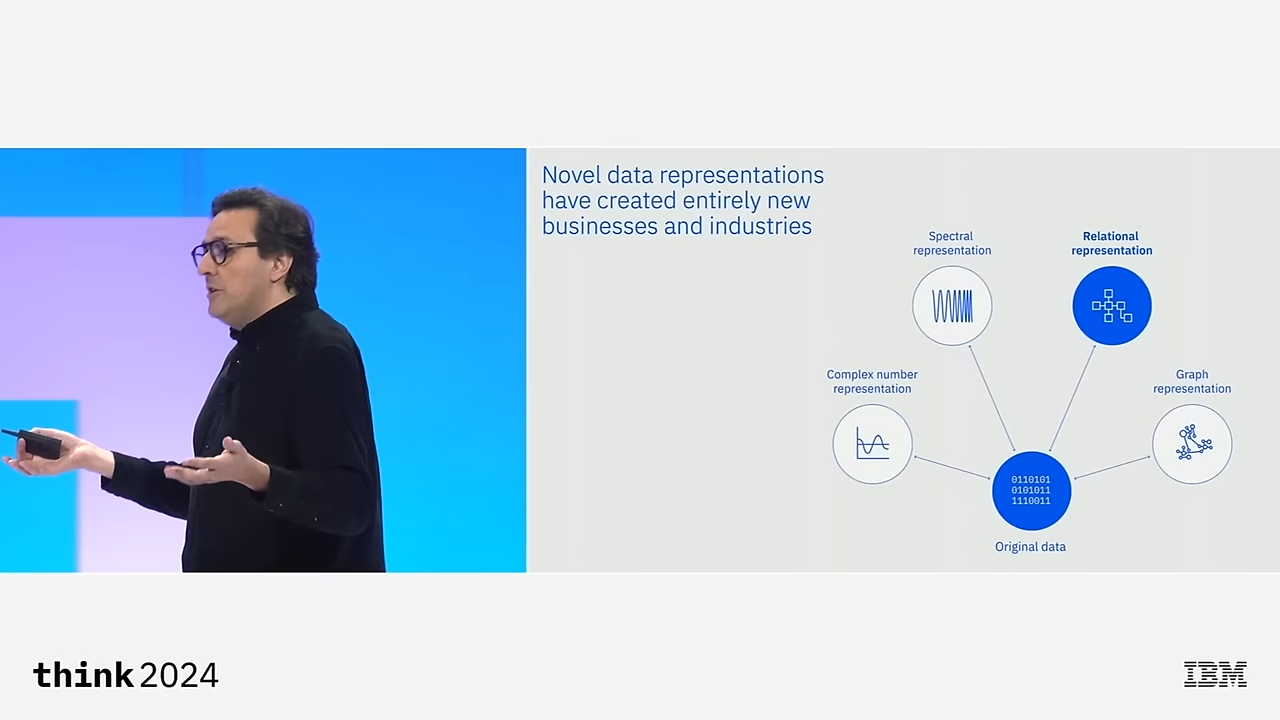 Novel data representations
have created entirely new
businesses and industries
Spectral
representation
Relational
representation
Complex number
representation
Graph
representation
0110101
0101011
1110011
Original data
think 2024
IBM